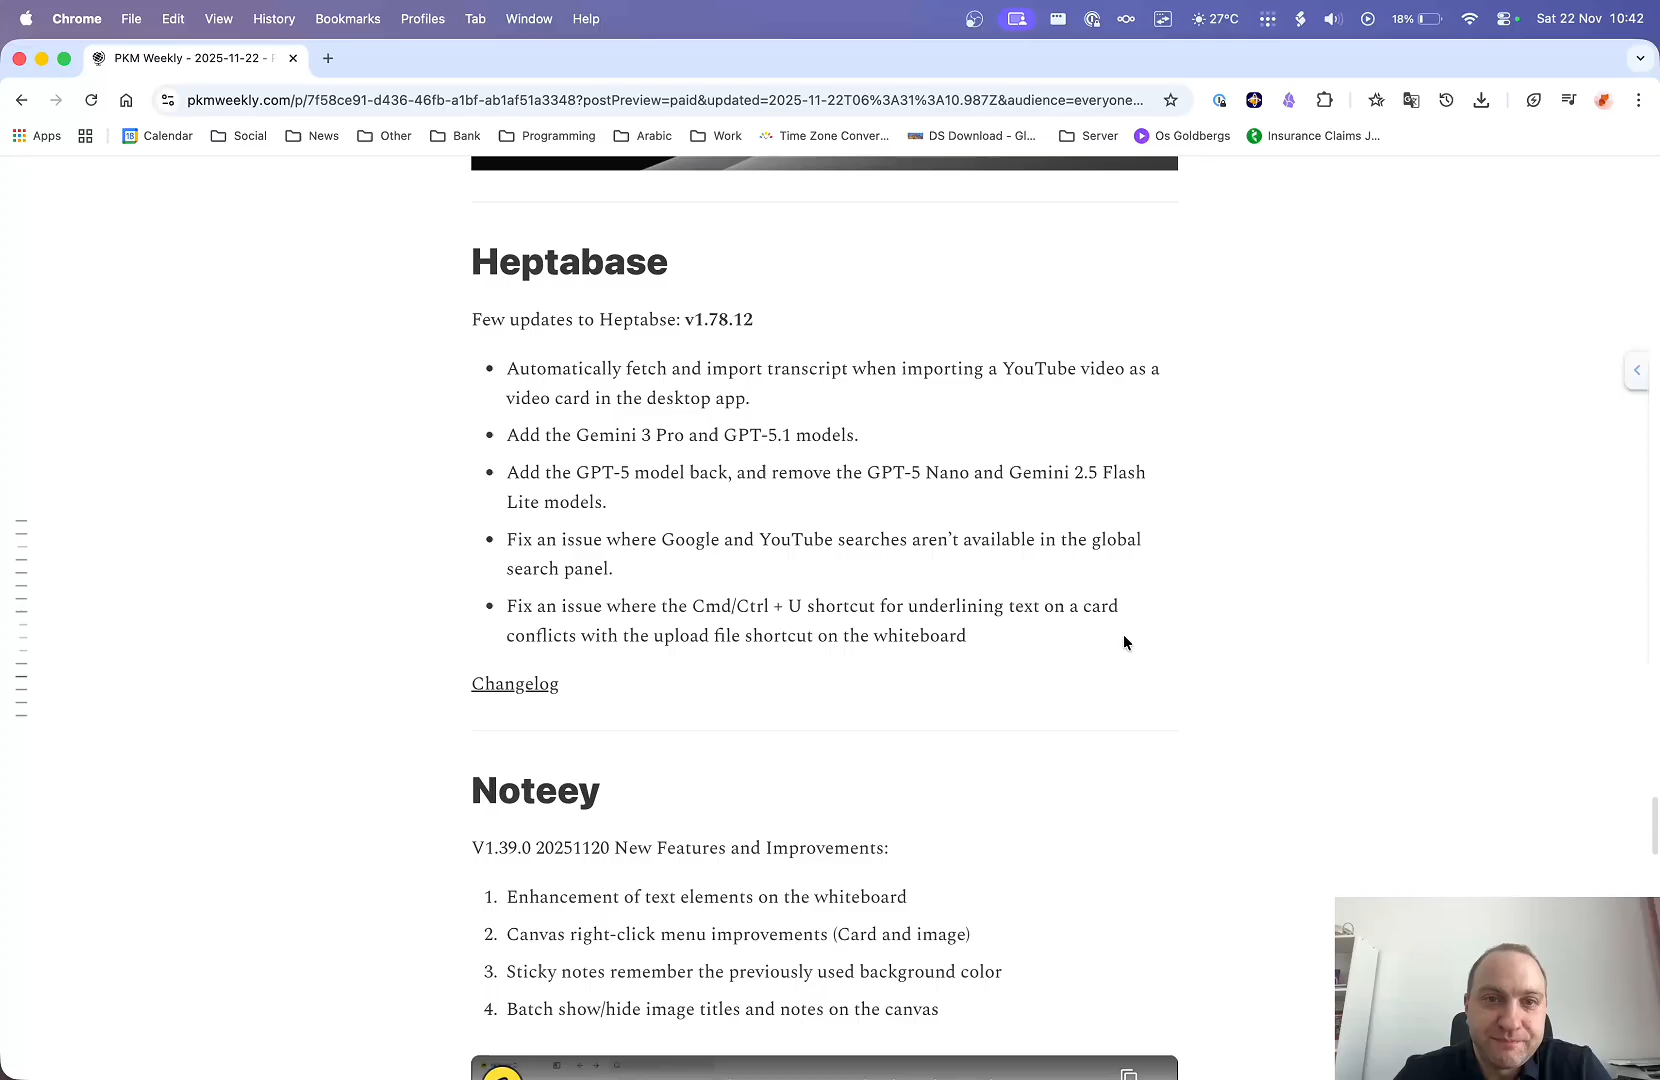 Chrome File Edit View History Bookmarks Profiles Tab Window Help 27°C 18% Sat 22 Nov 10:42
PKM Weekly - 2025-11-22 -
pkmweekly.com/p/7f58ce91-d436-46fb-a1bf-ab1af51a3348?postPreview=paid&updated=2025-11-22T06%3A31%3A10.987Z&audience=everyone...
Apps Calendar Social News Other Bank Programming Arabic Work Time Zone Conver... DS Download - Gl... Server Os Goldbergs Insurance Claims J...
Heptabase
Few updates to Heptabse: v1.78.12
• Automatically fetch and import transcript when importing a YouTube video as a
video card in the desktop app.
• Add the Gemini 3 Pro and GPT-5.1 models.
• Add the GPT-5 model back, and remove the GPT-5 Nano and Gemini 2.5 Flash
Lite models.
• Fix an issue where Google and YouTube searches aren’t available in the global
search panel.
• Fix an issue where the Cmd/Ctrl + U shortcut for underlining text on a card
conflicts with the upload file shortcut on the whiteboard
Changelog
Noteey
V1.39.0 20251120 New Features and Improvements:
1. Enhancement of text elements on the whiteboard
2. Canvas right-click menu improvements (Card and image)
3. Sticky notes remember the previously used background color
4. Batch show/hide image titles and notes on the canvas